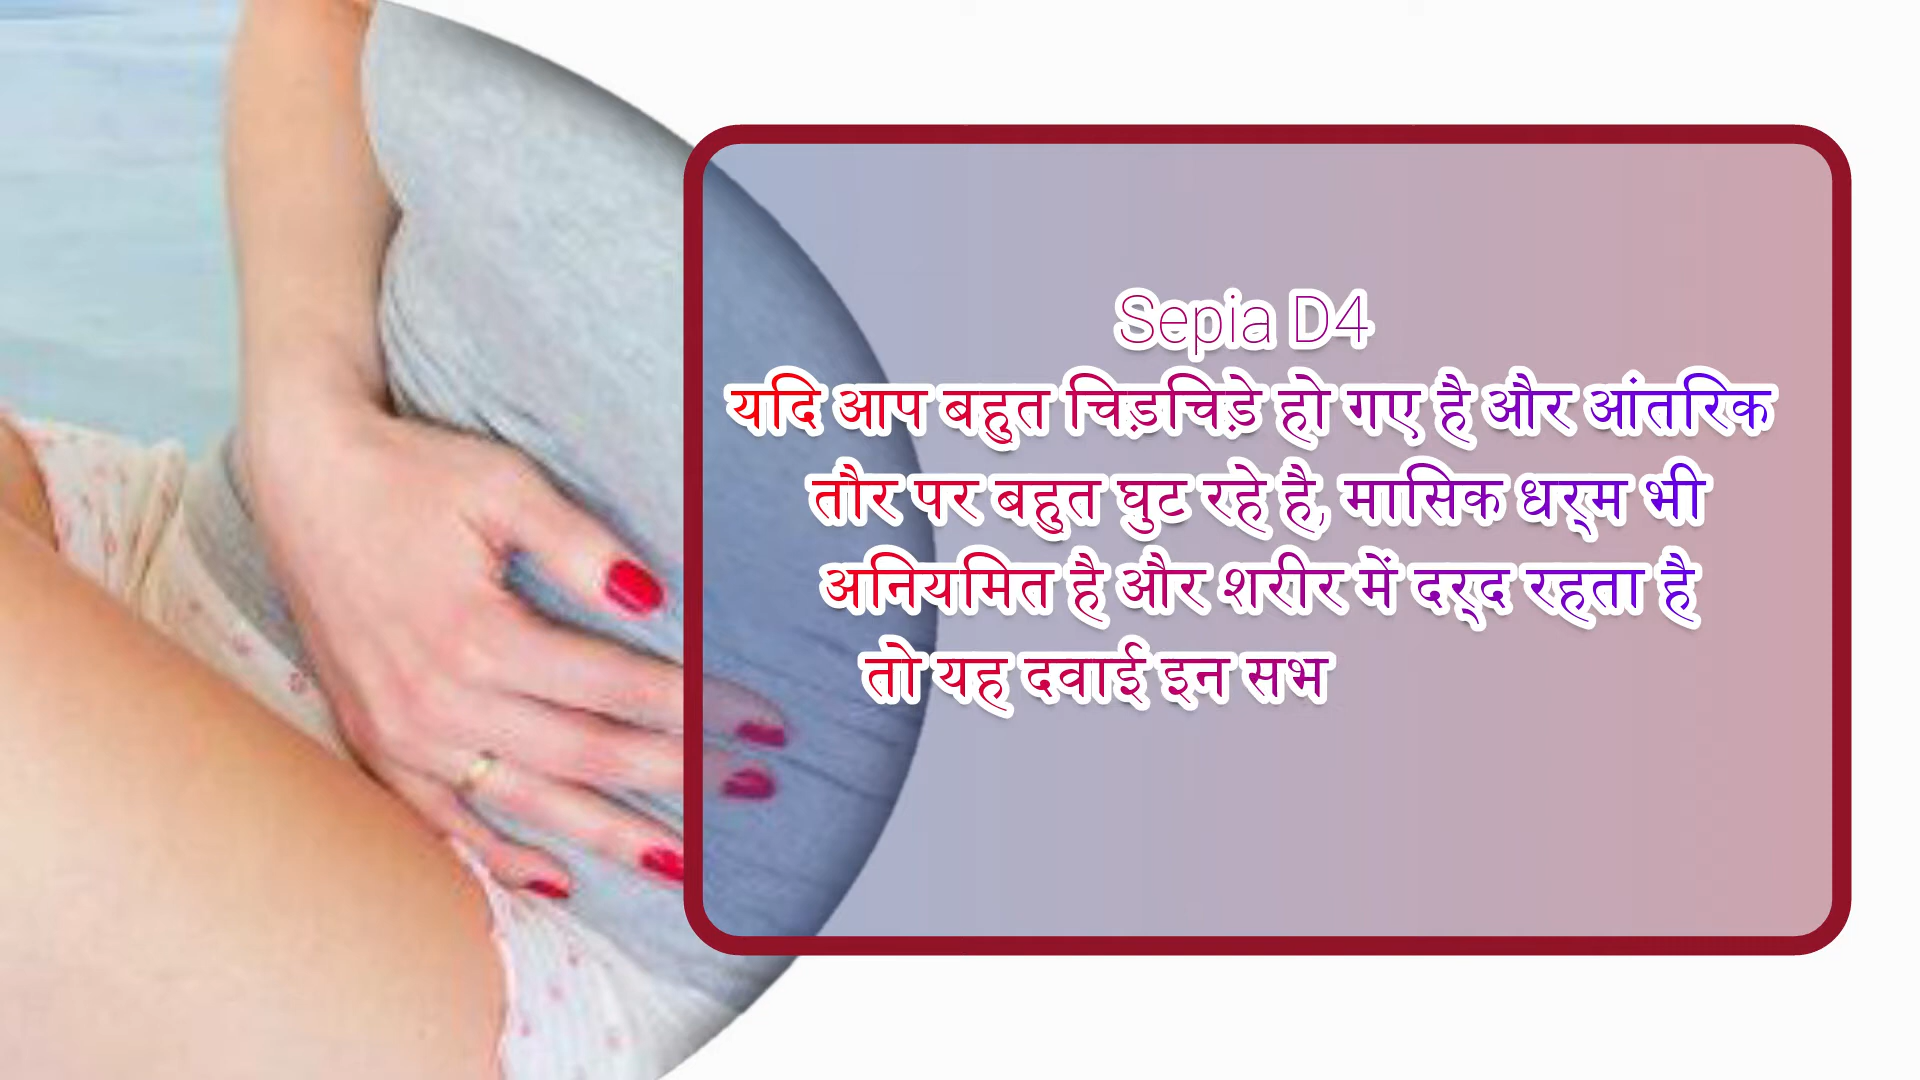 Sepia D4
यदि आप बहुत चिड़चिड़े हो गए है और आंतरिक
तौर पर बहुत घुट रहे है, मासिक धर्म भी
अनियमित है और शरीर में दर्द रहता है
तो यह दवाई इन सभ